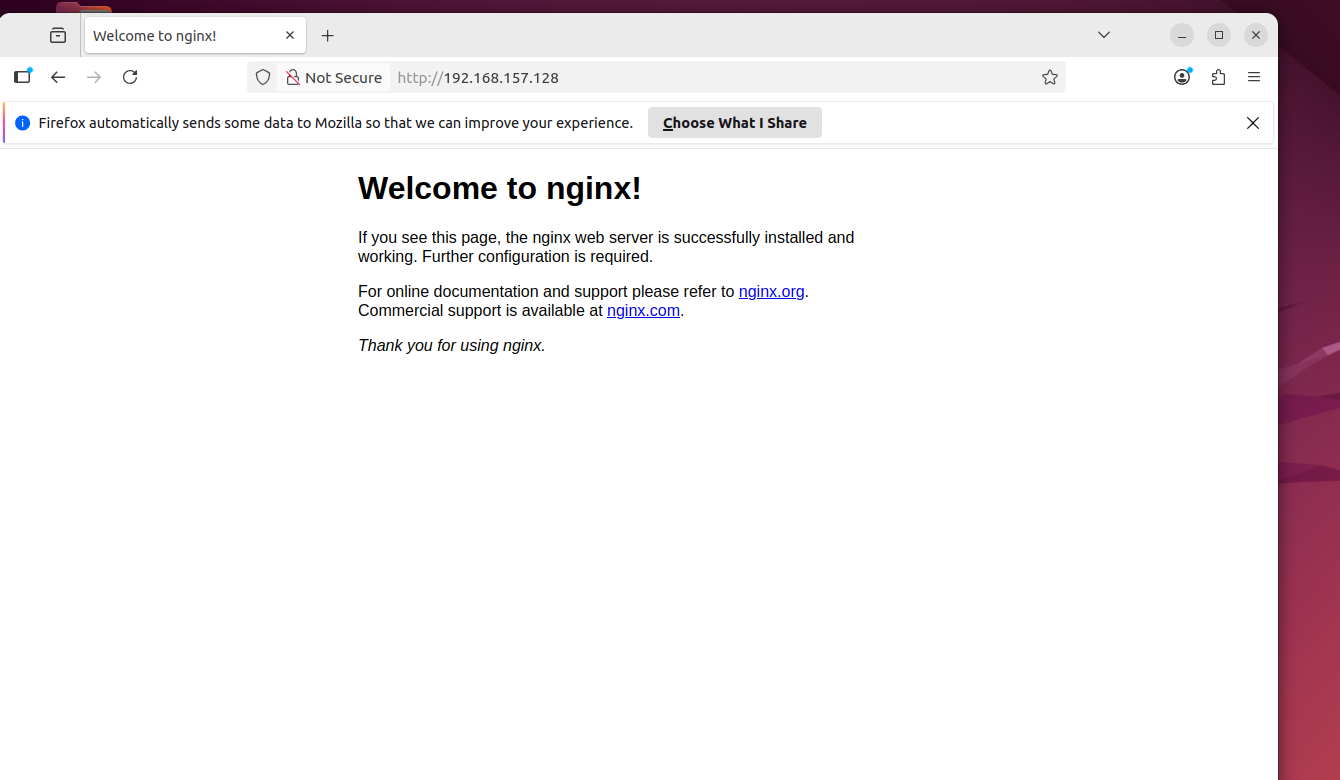 Welcome to nginx!
Not Secure http://192.168.157.128
Firefox automatically sends some data to Mozilla so that we can improve your experience. Choose What I Share
Welcome to nginx!
If you see this page, the nginx web server is successfully installed and
working. Further configuration is required.
For online documentation and support please refer to nginx.org.
Commercial support is available at nginx.com.
Thank you for using nginx.